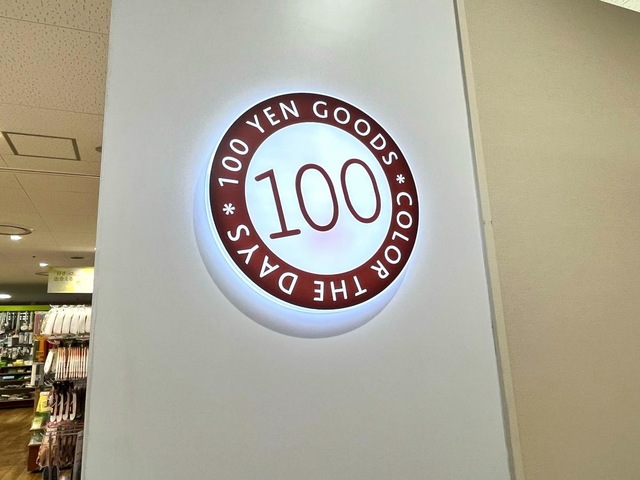 100 YEN GOODS * COLOR THE DAYS *
100